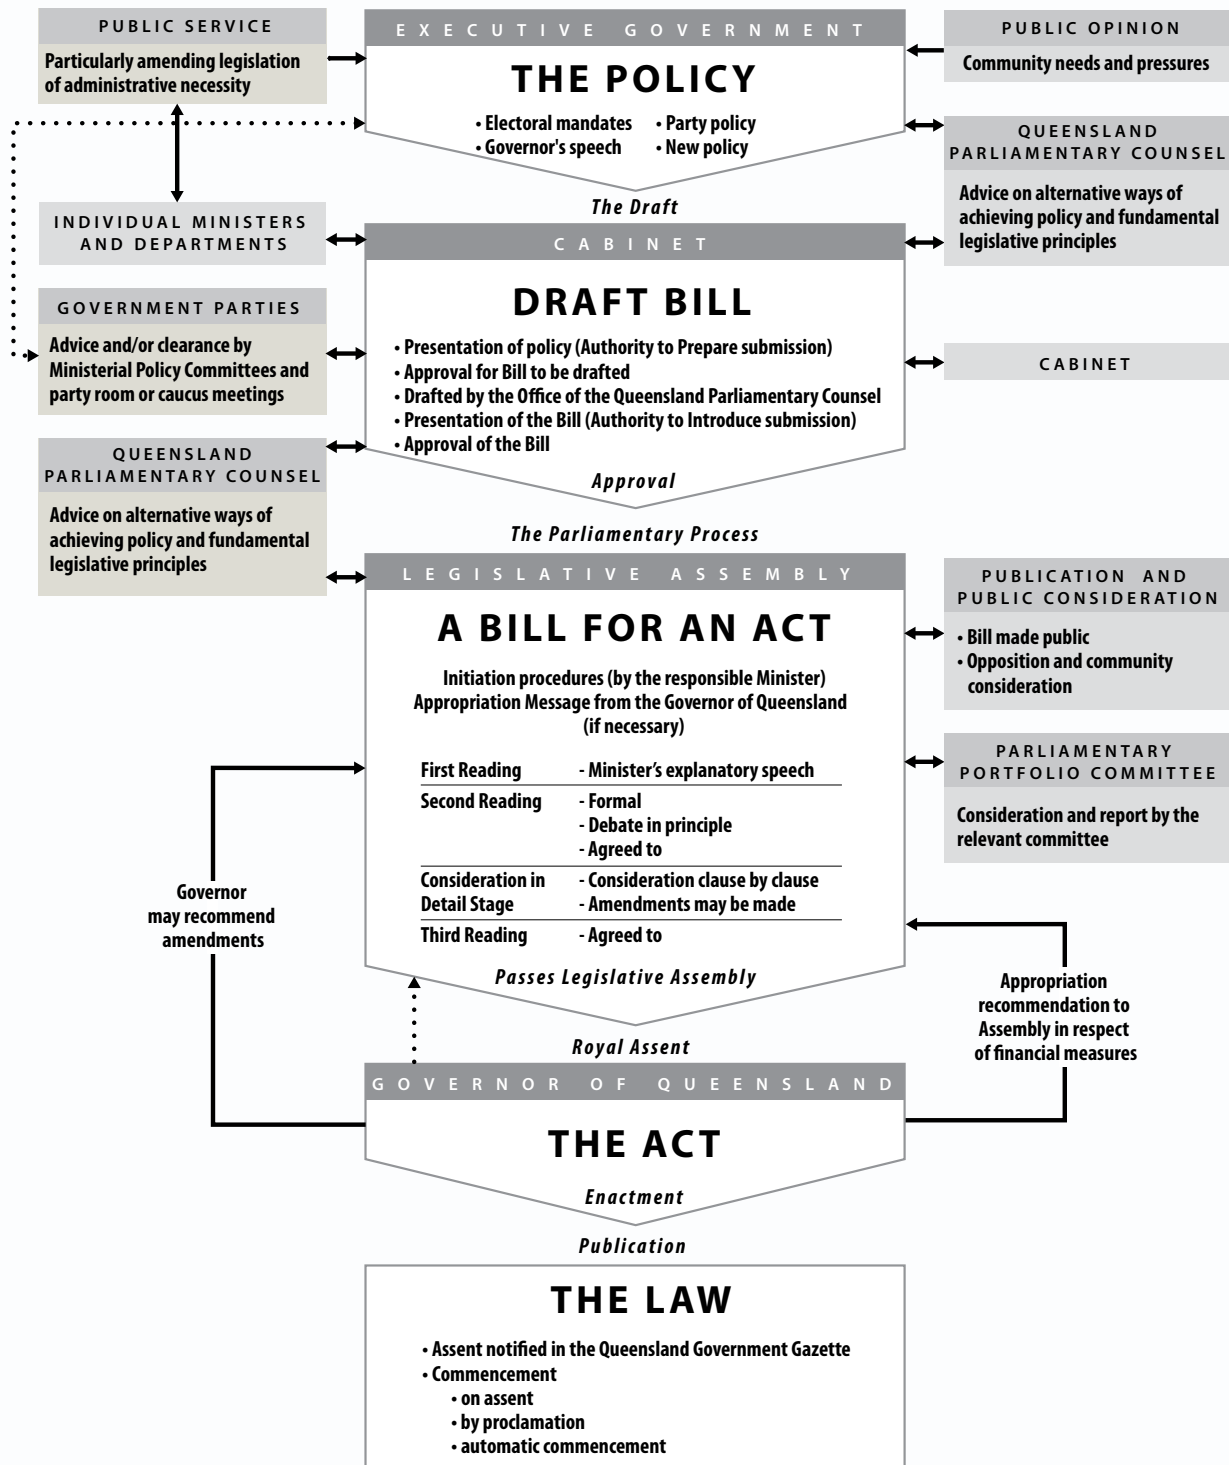 PUBLIC SERVICE
Particularly amending legislation
of administrative necessity
EXECUTIVE GOVERNMENT
THE POLICY
• Electoral mandates
• Governor's speech
• Party policy
• New policy
The Draft
PUBLIC OPINION
Community needs and pressures
QUEENSLAND
PARLIAMENTARY COUNSEL
Advice on alternative ways of
achieving policy and fundamental
legislative principles
INDIVIDUAL MINISTERS
AND DEPARTMENTS
GOVERNMENT PARTIES
Advice and/or clearance by
Ministerial Policy Committees and
party room or caucus meetings
CABINET
DRAFT BILL
• Presentation of policy (Authority to Prepare submission)
• Approval for Bill to be drafted
• Drafted by the Office of the Queensland Parliamentary Counsel
• Presentation of the Bill (Authority to Introduce submission)
• Approval of the Bill
Approval
CABINET
QUEENSLAND
PARLIAMENTARY COUNSEL
Advice on alternative ways of
achieving policy and fundamental
legislative principles
The Parliamentary Process
LEGISLATIVE ASSEMBLY
A BILL FOR AN ACT
Initiation procedures (by the responsible Minister)
Appropriation Message from the Governor of Queensland
(if necessary)
First Reading - Minister's explanatory speech
Second Reading - Formal
- Debate in principle
- Agreed to
Consideration in - Consideration clause by clause
Detail Stage - Amendments may be made
Third Reading - Agreed to
Passes Legislative Assembly
PUBLICATION AND
PUBLIC CONSIDERATION
• Bill made public
• Opposition and community
consideration
PARLIAMENTARY
PORTFOLIO COMMITTEE
Consideration and report by the
relevant committee
Governor
may recommend
amendments
Appropriation
recommendation to
Assembly in respect
of financial measures
Royal Assent
GOVERNOR OF QUEENSLAND
THE ACT
Enactment
Publication
THE LAW
• Assent notified in the Queensland Government Gazette
• Commencement
• on assent
• by proclamation
• automatic commencement